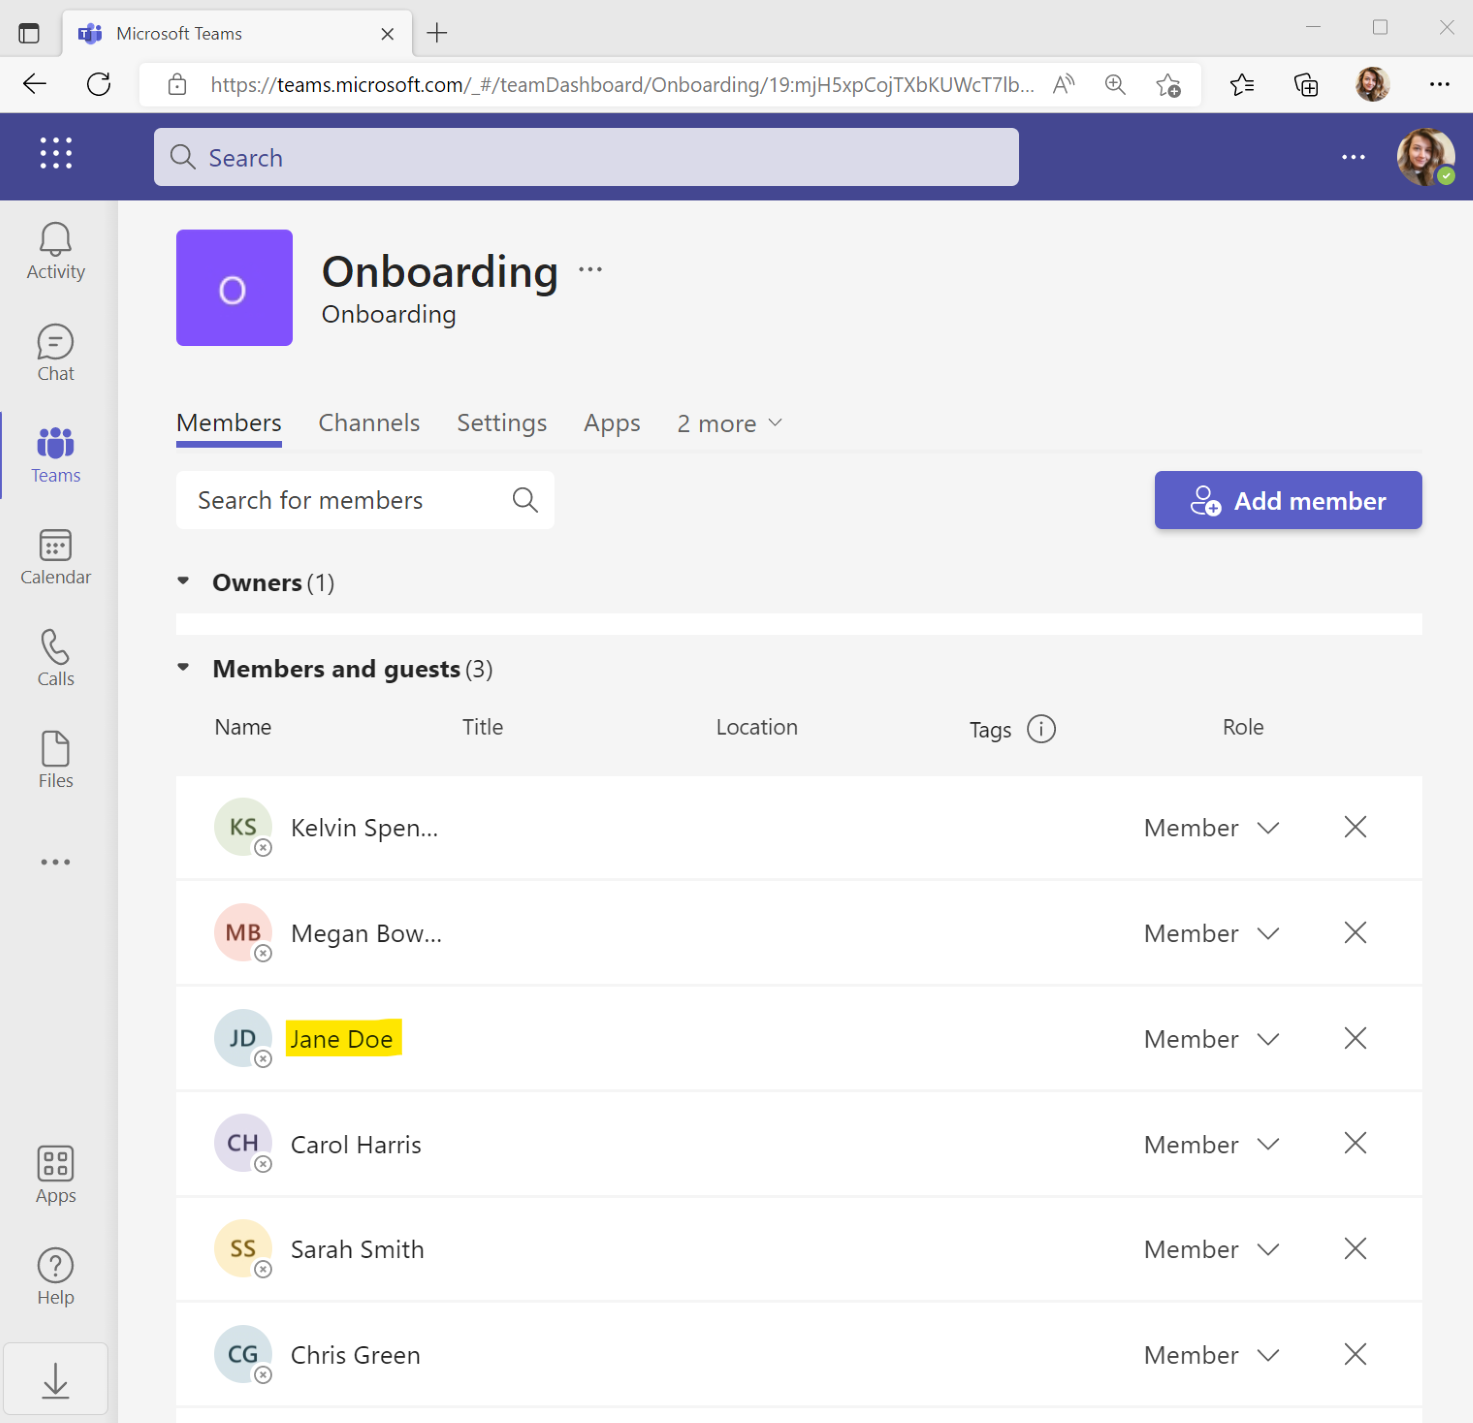 Microsoft Teams
https://teams.microsoft.com/_#/teamDashboard/Onboarding/19:mjH5xpCojTXbKUWcT7lb...
Search
Activity
Chat
Teams
Calendar
Calls
Files
Apps
Help
O
Onboarding
Onboarding
Members Channels Settings Apps 2 more
Search for members
Add member
Owners (1)
Members and guests (3)
Name Title Location Tags Role
KS Kelvin Spen... Member
MB Megan Bow... Member
JD Jane Doe Member
CH Carol Harris Member
SS Sarah Smith Member
CG Chris Green Member